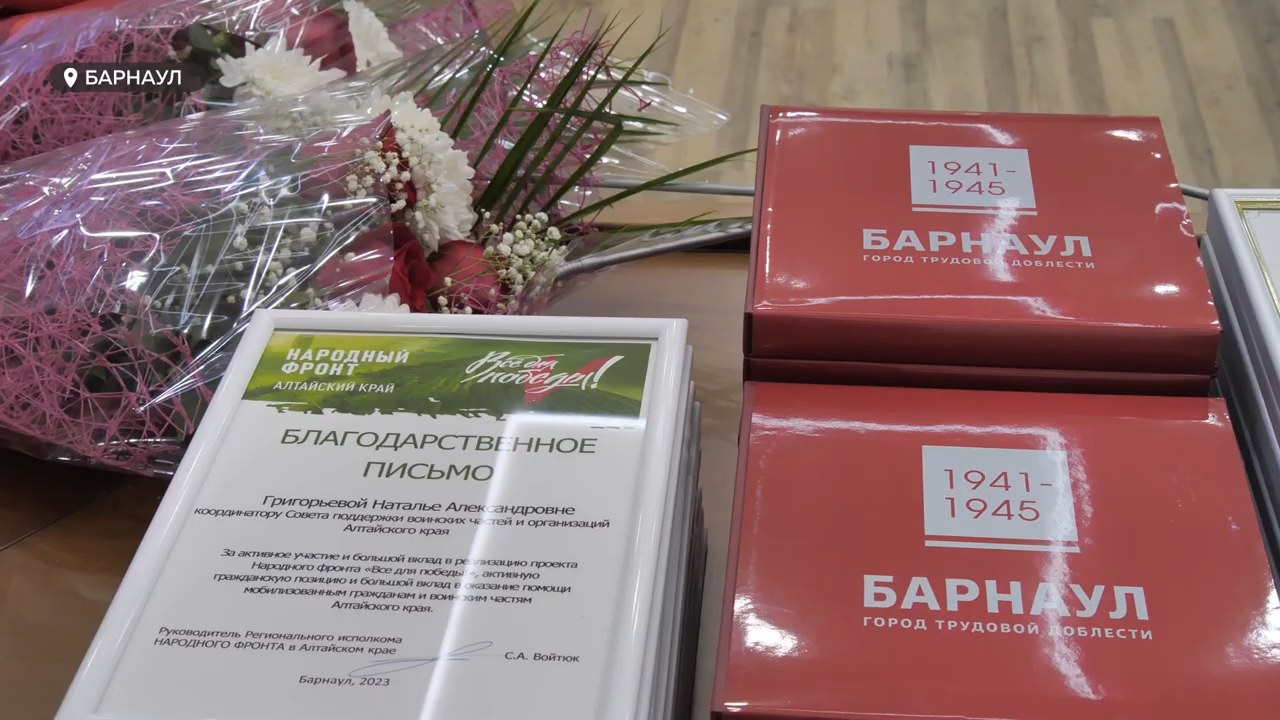 БАРНАУЛ
НАРОДНЫЙ
ФРОНТ
АЛТАЙСКИЙ КРАЙ
Всё для
победы!
БЛАГОДАРСТВЕННОЕ
ПИСЬМО
Григорьевой Наталье Александровне
координатору Совета поддержки воинских частей и организаций
Алтайского края
За активное участие и большой вклад в реализацию проекта
Народного фронта «Все для победы!», активную
гражданскую позицию и большой вклад в оказание помощи
мобилизованным гражданам и воинским частям
Алтайского края.
Руководитель Регионального исполкома
НАРОДНОГО ФРОНТА в Алтайском крае
С.А. Войтюк
Барнаул, 2023
1941-
1945
БАРНАУЛ
ГОРОД ТРУДОВОЙ ДОБЛЕСТИ
1941-
1945
БАРНАУЛ
ГОРОД ТРУДОВОЙ ДОБЛЕСТИ